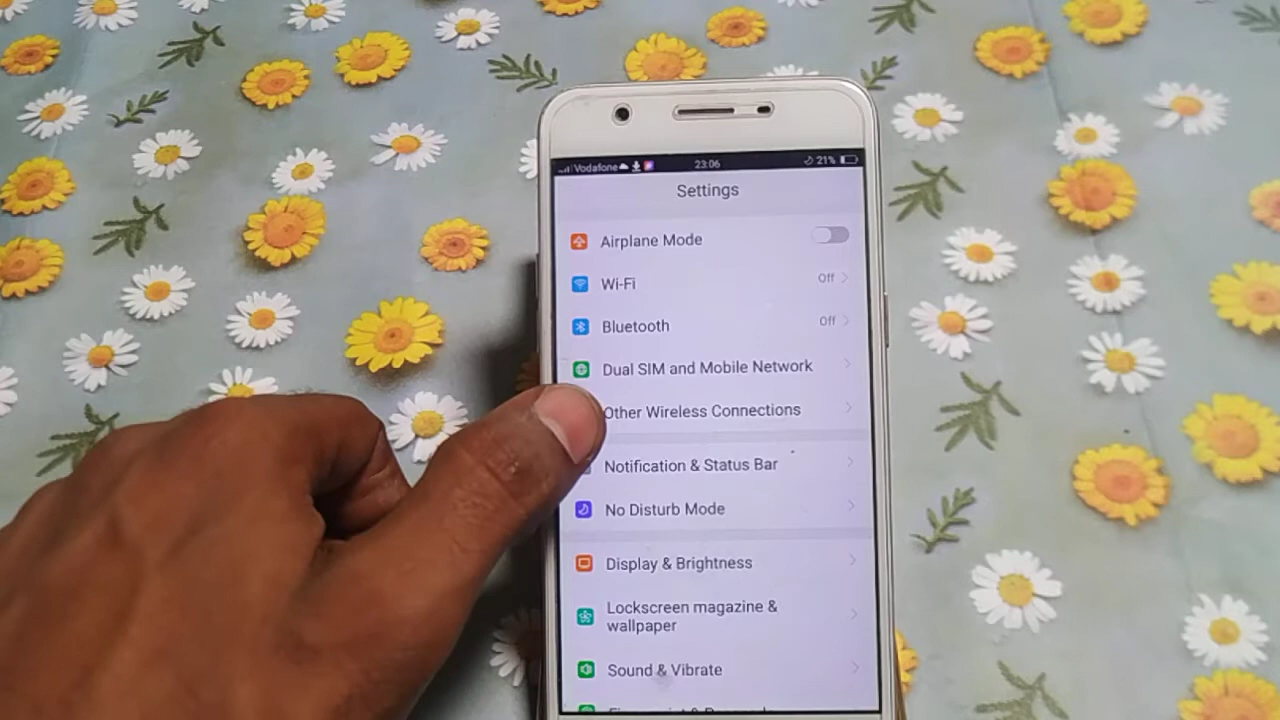 Vodafone 23:06 21%
Settings
Airplane Mode
Wi-Fi Off
Bluetooth Off
Dual SIM and Mobile Network
Other Wireless Connections
Notification & Status Bar
No Disturb Mode
Display & Brightness
Lockscreen magazine &
wallpaper
Sound & Vibrate